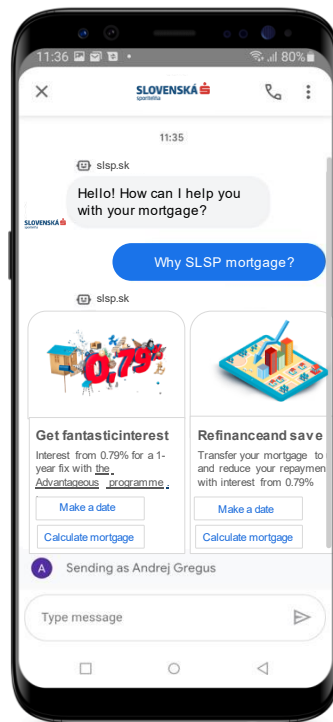 11:36 80%
SLOVENSKÁ
sporiteľňa
11:35
slsp.sk
Hello! How can I help you
with your mortgage?
SLOVENSKÁ
sporiteľňa
Why SLSP mortgage?
slsp.sk
0,79%
Get fantasticinterest
Interest from 0.79% for a 1-
year fix with the
Advantageous programme .
Make a date
Calculate mortgage
Refinanceand save
Transfer your mortgage to
and reduce your repaymen
with interest from 0.79%
Make a date
Calculate mortgage
A Sending as Andrej Gregus
Type message